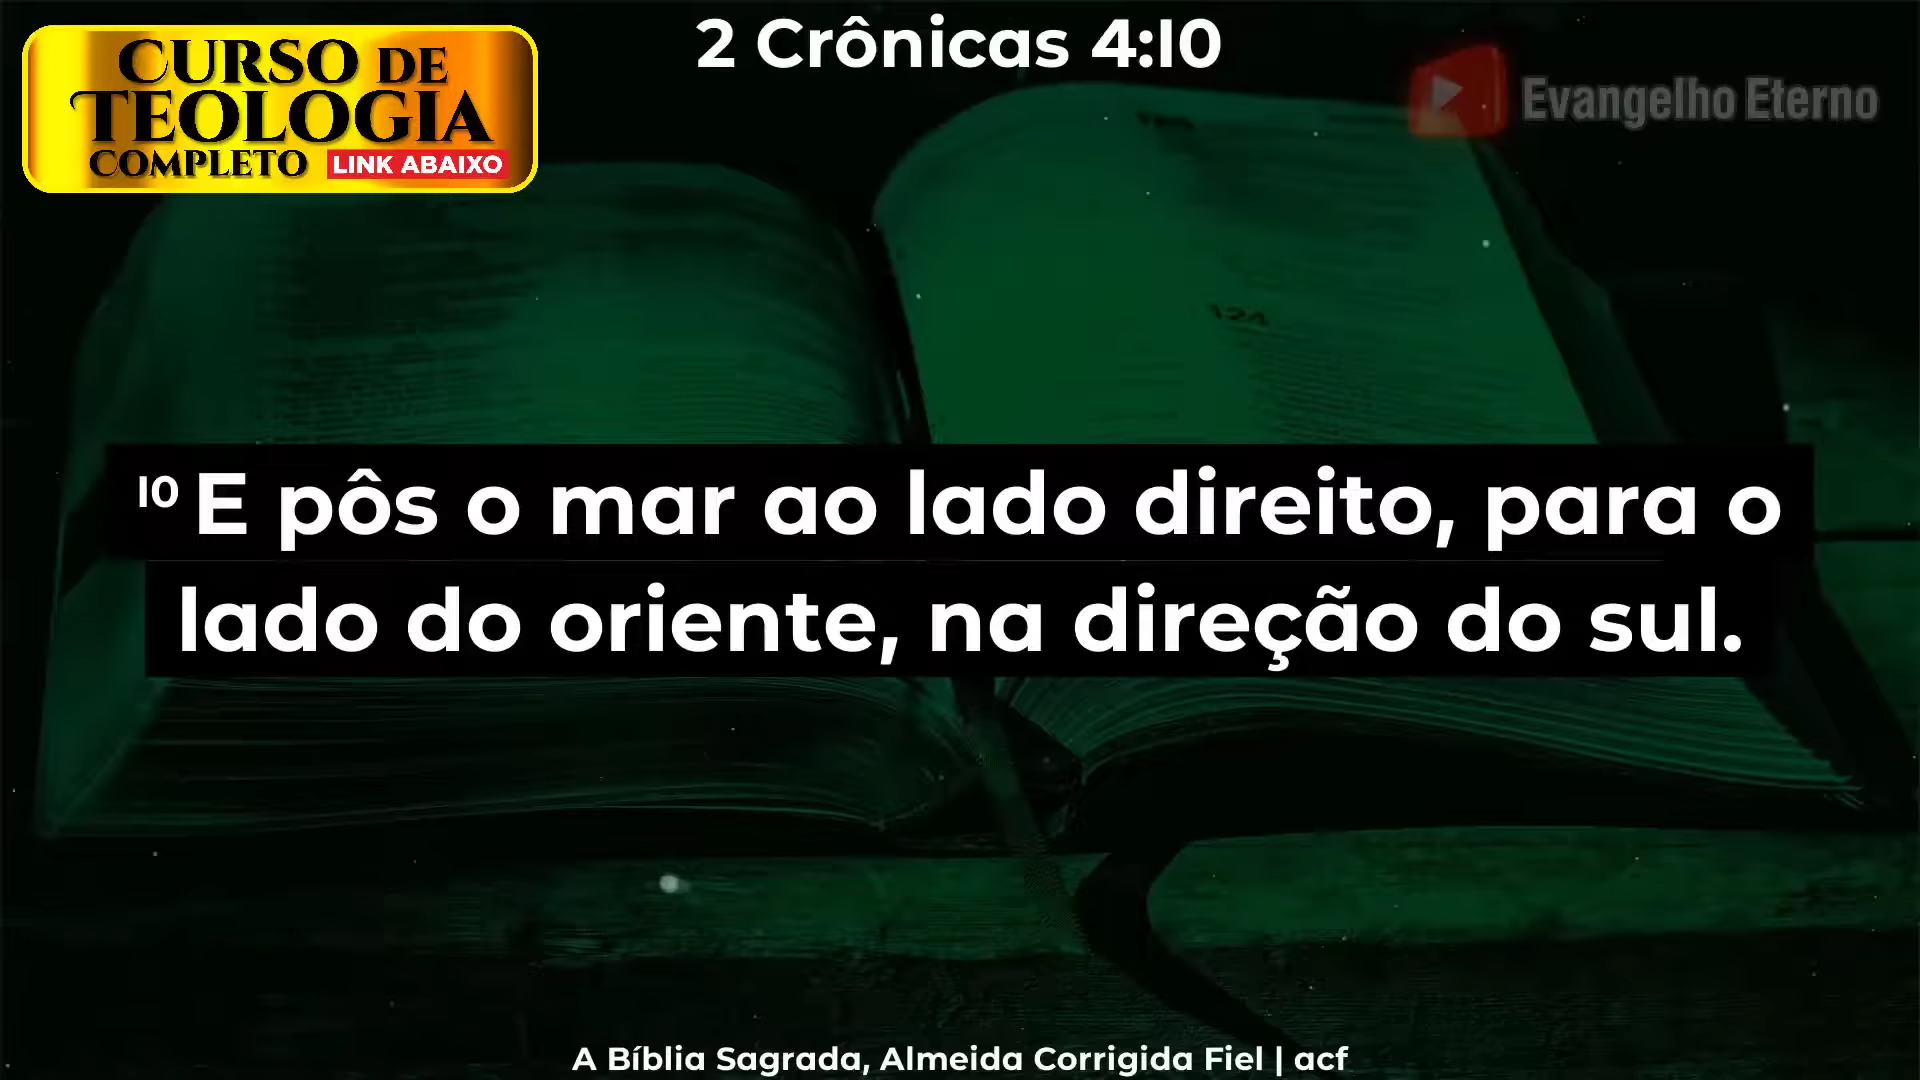 CURSO DE
TEOLOGIA
COMPLETO LINK ABAIXO
2 Crônicas 4:10
Evangelho Eterno
124
10 E pôs o mar ao lado direito, para o
lado do oriente, na direção do sul.
A Bíblia Sagrada, Almeida Corrigida Fiel | acf